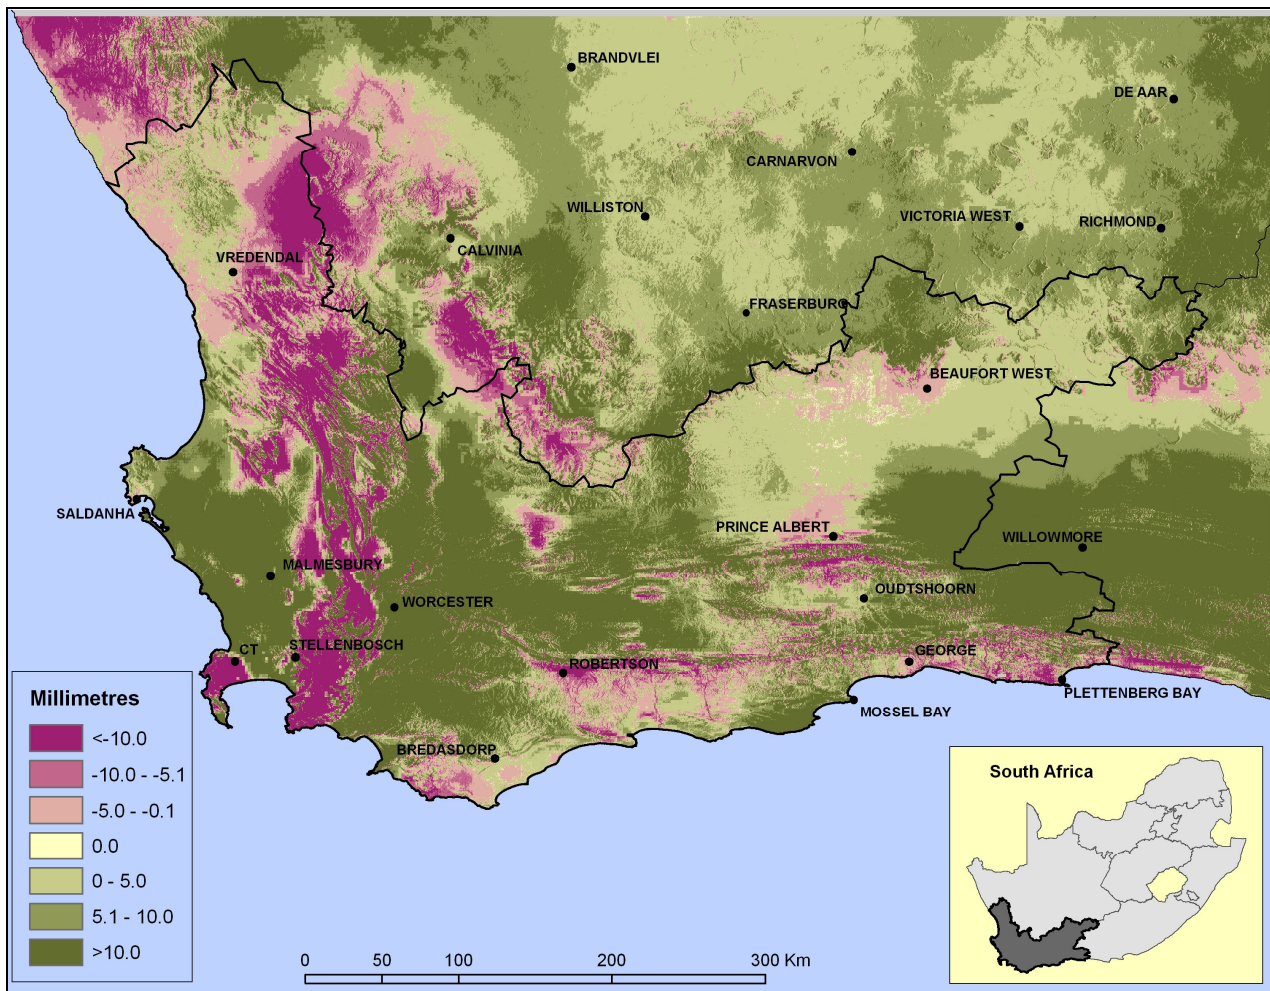 BRANDVLEI
DE AAR
CARNARVON
WILLISTON
VICTORIA WEST
RICHMOND
CALVINIA
VREDENDAL
FRASERBURG
BEAUFORT WEST
SALDANHA
PRINCE ALBERT
WILLOWMORE
MALMESBURY
OUDTSHOORN
WORCESTER
CT
STELLENBOSCH
GEORGE
ROBERTSON
PLETTENBERG BAY
MOSSEL BAY
BREDASDORP
Millimetres
<-10.0
-10.0 - -5.1
-5.0 - -0.1
0.0
0 - 5.0
5.1 - 10.0
>10.0
0 50 100 200 300 Km
South Africa